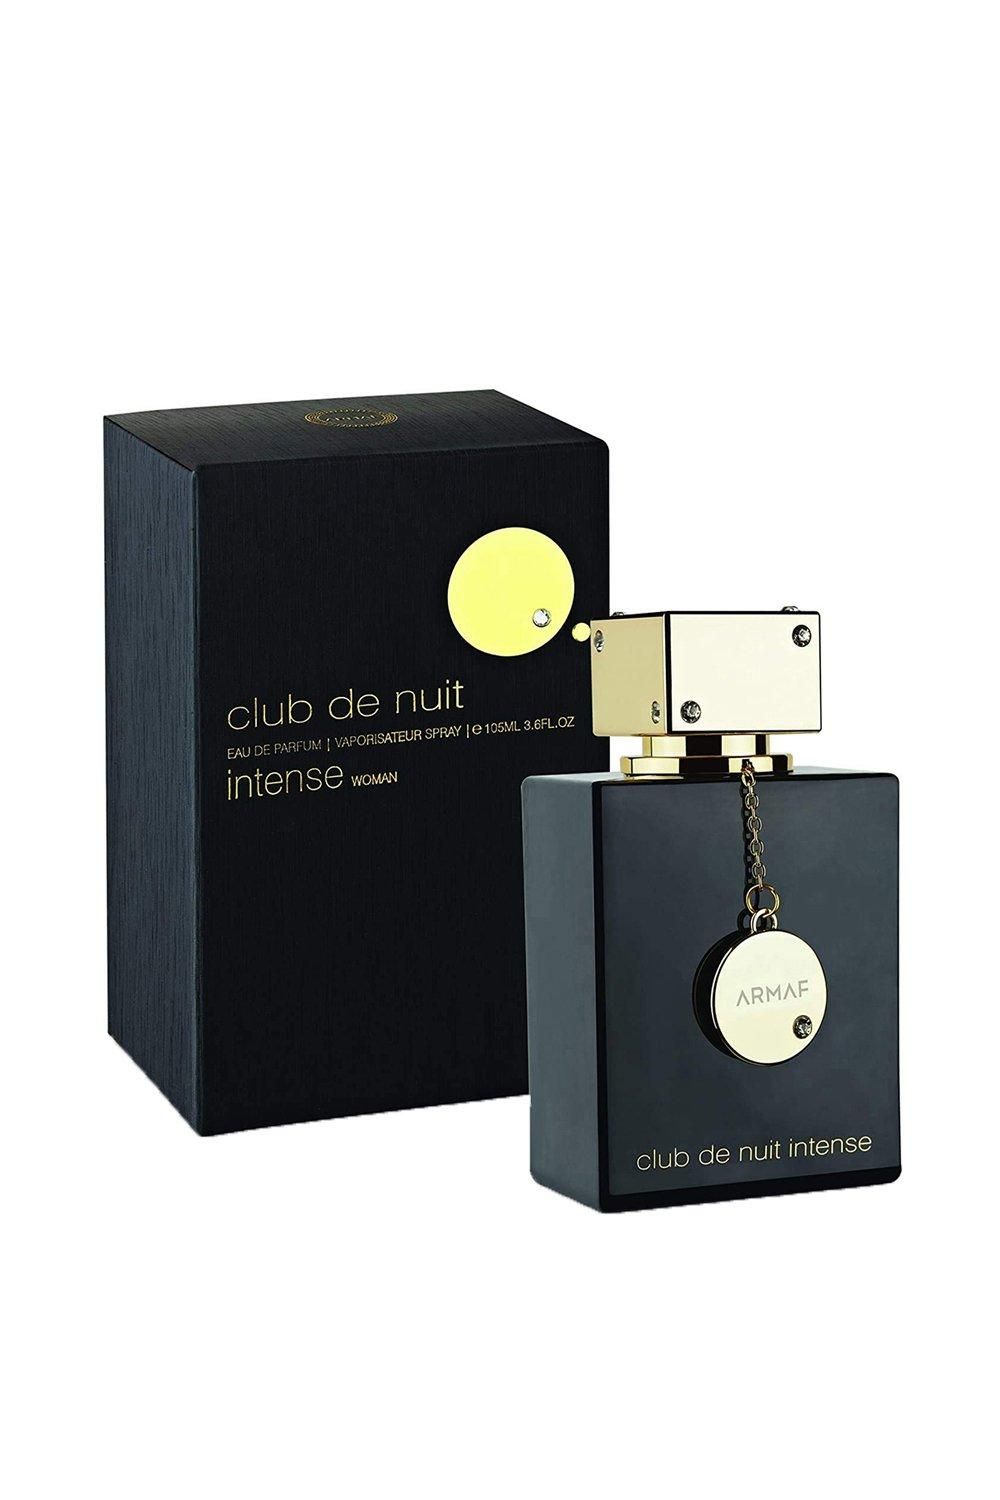 ARMAF
club de nuit
EAU DE PARFUM | VAPORISATEUR SPRAY | e 105ML 3.6FL.OZ
intense WOMAN
ARMAF
club de nuit intense